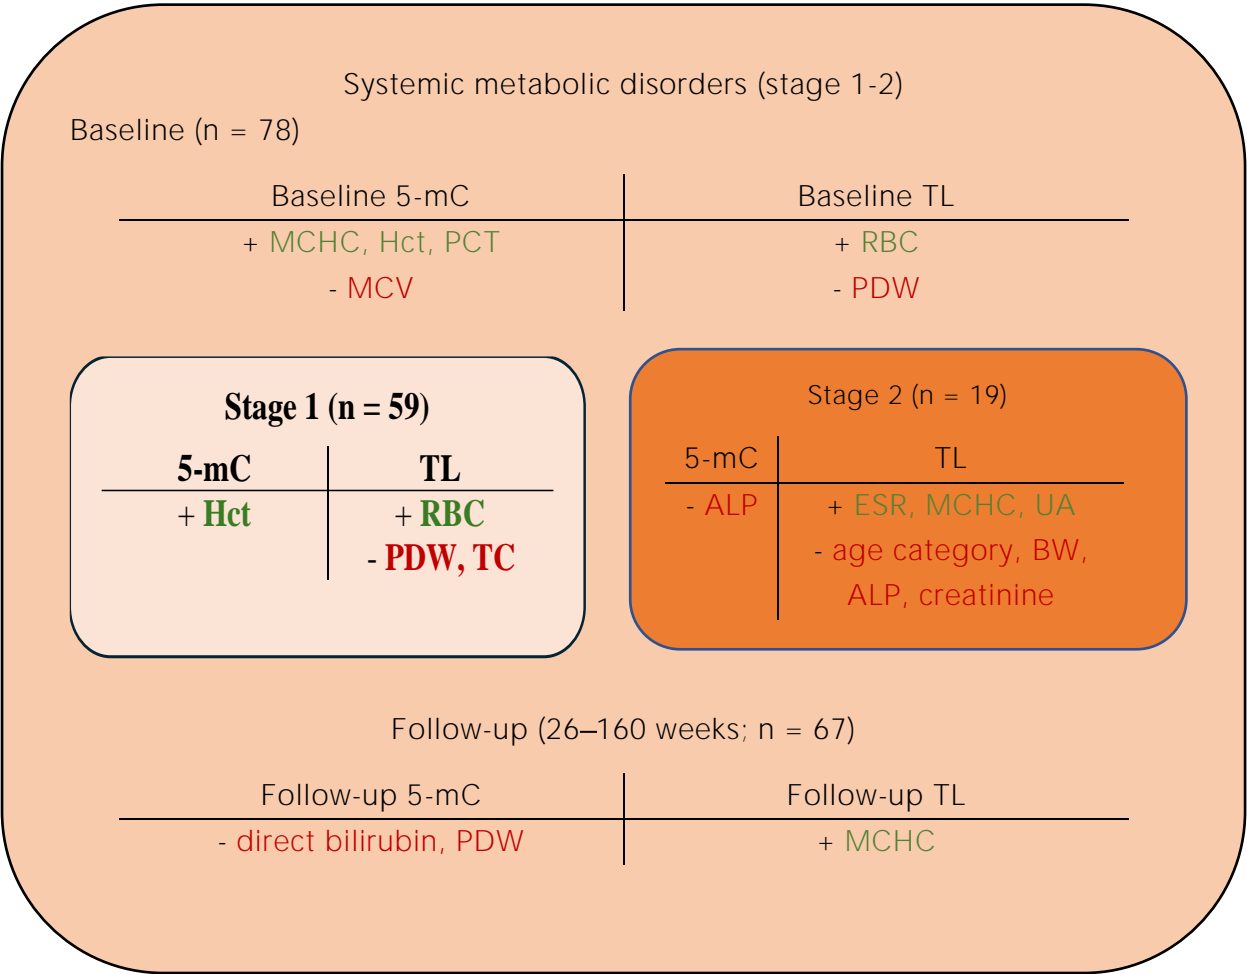 Systemic metabolic disorders (stage 1-2)
Baseline (n = 78)
Baseline 5-mC
Baseline TL
+ MCHC, Hct, PCT
- MCV
+ RBC
- PDW
Stage 1 (n = 59)
5-mC
TL
+ Hct
+ RBC
- PDW, TC
Stage 2 (n = 19)
5-mC
TL
- ALP
+ ESR, MCHC, UA
- age category, BW,
ALP, creatinine
Follow-up (26–160 weeks; n = 67)
Follow-up 5-mC
Follow-up TL
- direct bilirubin, PDW
+ MCHC